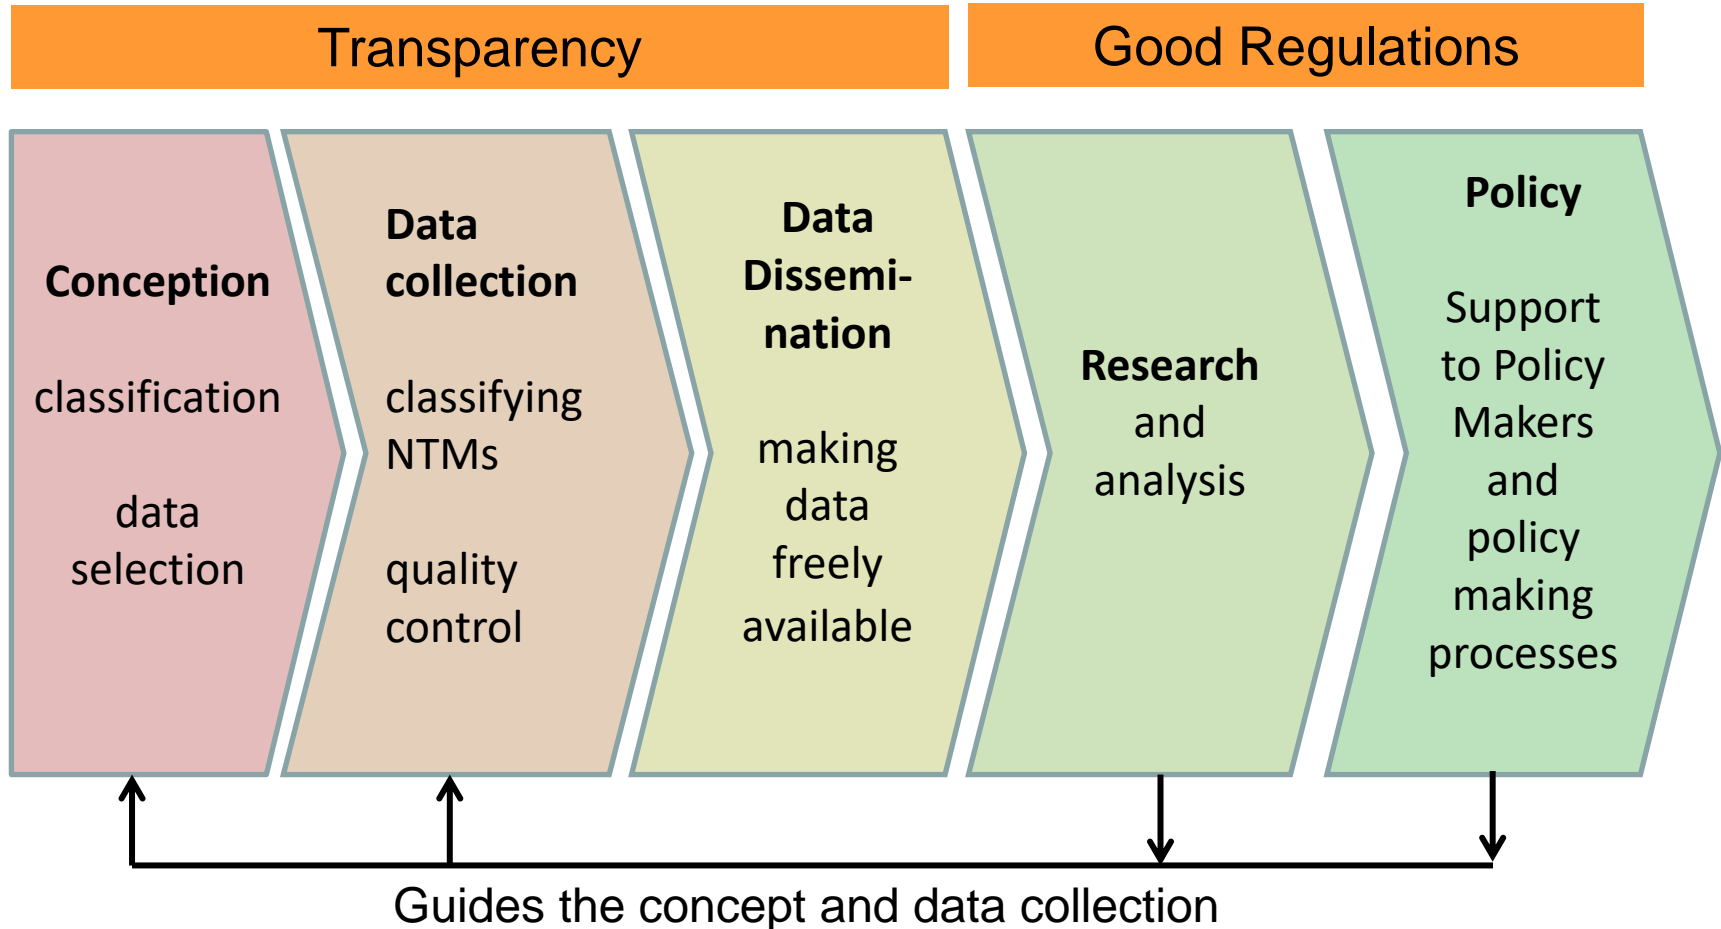 Transparency
Good Regulations
Conception
classification
data
selection
Data
collection
classifying
NTMs
quality
control
Data
Dissemi-
nation
making
data
freely
available
Research
and
analysis
Policy
Support
to Policy
Makers
and
policy
making
processes
Guides the concept and data collection